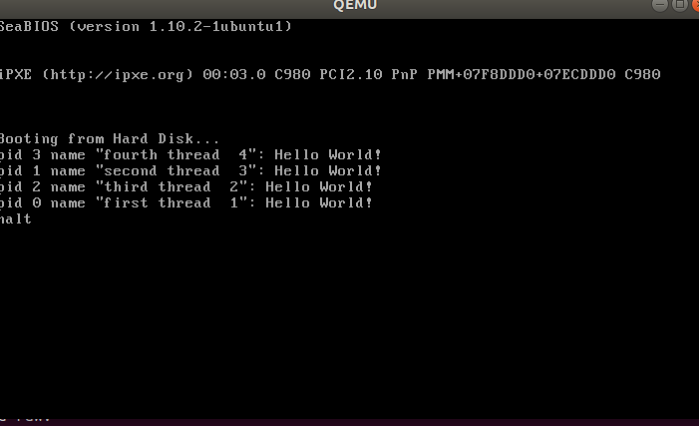 QEMU
SeaBIOS (version 1.10.2-1ubuntu1)
iPXE (http://ipxe.org) 00:03.0 C980 PCI2.10 PnP PMM+07F8DDD0+07ECDDD0 C980
Booting from Hard Disk...
pid 3 name "fourth thread  4": Hello World!
pid 1 name "second thread  3": Hello World!
pid 2 name "third thread  2": Hello World!
pid 0 name "first thread  1": Hello World!
halt